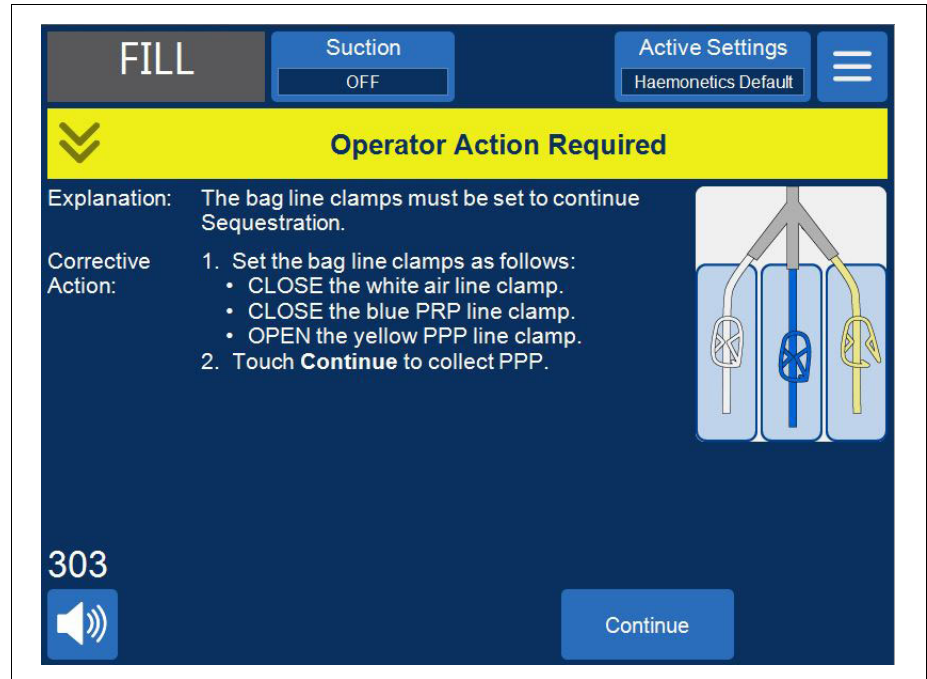 FILL
Suction
OFF
Active Settings
Haemonetics Default
Operator Action Required
Explanation: The bag line clamps must be set to continue
Sequestration.
Corrective 1. Set the bag line clamps as follows:
Action: • CLOSE the white air line clamp.
• CLOSE the blue PRP line clamp.
• OPEN the yellow PPP line clamp.
2. Touch Continue to collect PPP.
303
Continue